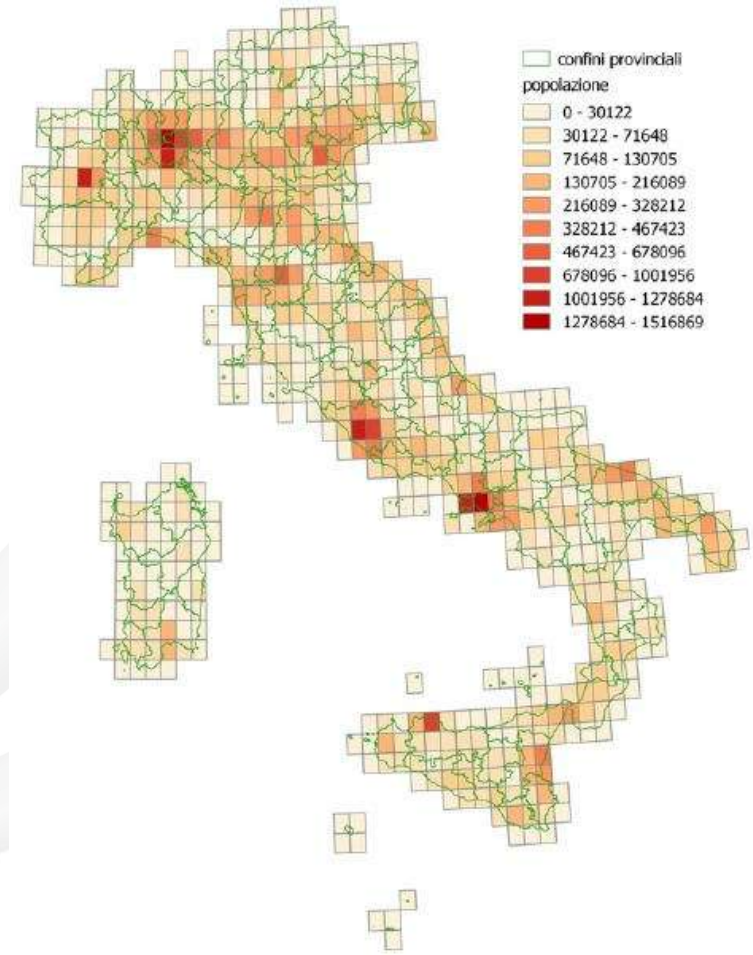 confini provinciali
popolazione
0 - 30122
30122 - 71648
71648 - 130705
130705 - 216089
216089 - 328212
328212 - 467423
467423 - 678096
678096 - 1001956
1001956 - 1278684
1278684 - 1516869